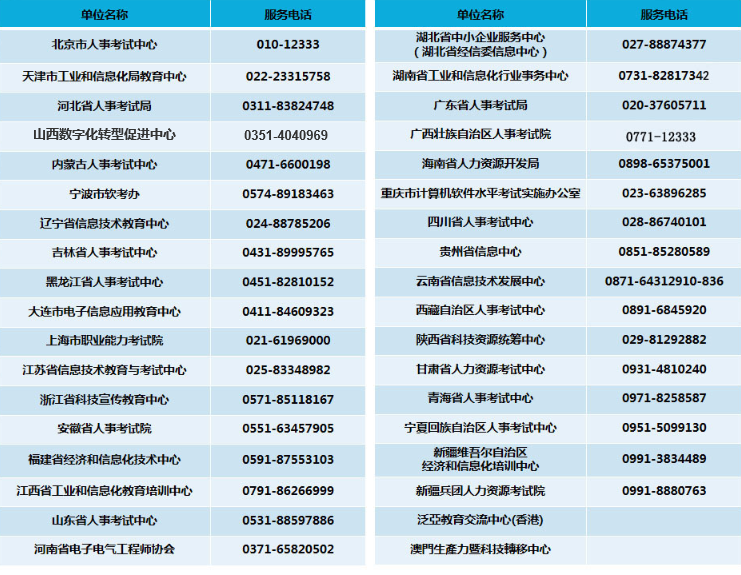 单位名称 服务电话
北京市人事考试中心 010-12333
天津市工业和信息化局教育中心 022-23315758
河北省人事考试局 0311-83824748
山西数字化转型促进中心 0351-4040969
内蒙古人事考试中心 0471-6600198
宁波市软考办 0574-89183463
辽宁省信息技术教育中心 024-88785206
吉林省人事考试中心 0431-89995765
黑龙江省人事考试中心 0451-82810152
大连市电子信息应用教育中心 0411-84609323
上海市职业能力考试院 021-61969000
江苏省信息技术教育与考试中心 025-83348982
浙江省科技宣传教育中心 0571-85118167
安徽省人事考试院 0551-63457905
福建省经济和信息化技术中心 0591-87553103
江西省工业和信息化教育培训中心 0791-86266999
山东省人事考试中心 0531-88597886
河南省电子电气工程师协会 0371-65820502
单位名称 服务电话
湖北省中小企业服务中心
（湖北省经信委信息中心） 027-88874377
湖南省工业和信息化行业事务中心 0731-82817342
广东省人事考试局 020-37605711
广西壮族自治区人事考试院 0771-12333
海南省人力资源开发局 0898-65375001
重庆市计算机软件水平考试实施办公室 023-63896285
四川省人事考试中心 028-86740101
贵州省信息中心 0851-85280589
云南省信息技术发展中心 0871-64312910-836
西藏自治区人事考试中心 0891-6845920
陕西省科技资源统筹中心 029-81292882
甘肃省人力资源考试中心 0931-4810240
青海省人事考试中心 0971-8258587
宁夏回族自治区人事考试中心 0951-5099130
新疆维吾尔自治区
经济和信息化培训中心 0991-3834489
新疆兵团人力资源考试院 0991-8880763
泛亞教育交流中心(香港)
澳門生產力暨科技轉移中心